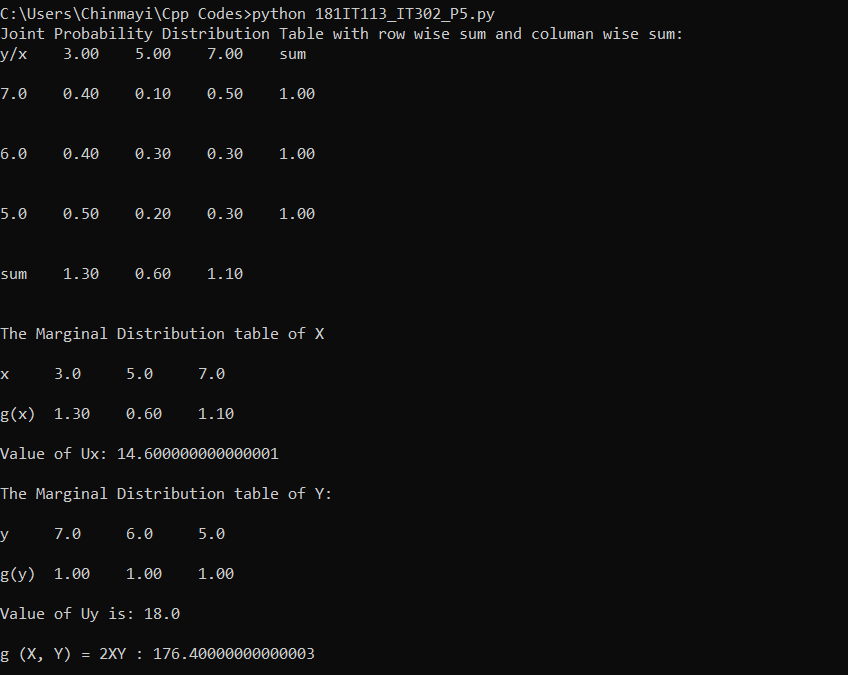 C:\Users\Chinmayi\Cpp Codes>python 181IT113_IT302_P5.py
Joint Probability Distribution Table with row wise sum and columan wise sum:
y/x    3.00    5.00    7.00    sum
7.0    0.40    0.10    0.50    1.00
6.0    0.40    0.30    0.30    1.00
5.0    0.50    0.20    0.30    1.00
sum    1.30    0.60    1.10
The Marginal Distribution table of X
x     3.0     5.0     7.0
g(x)  1.30    0.60    1.10
Value of Ux: 14.600000000000001
The Marginal Distribution table of Y:
y     7.0     6.0     5.0
g(y)  1.00    1.00    1.00
Value of Uy is: 18.0
g (X, Y) = 2XY : 176.40000000000003